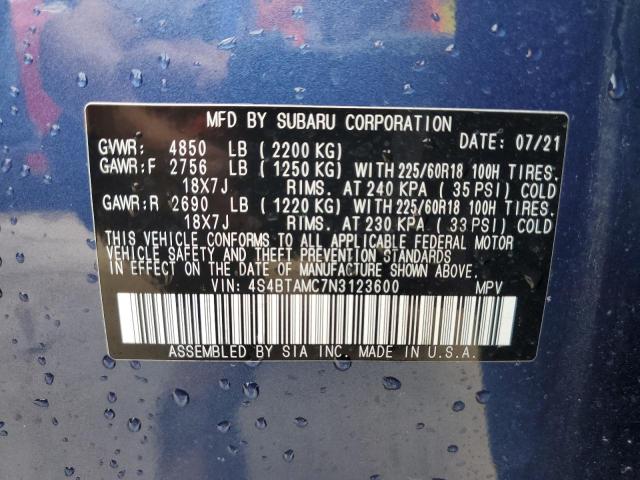 MFD BY SUBARU CORPORATION
DATE: 07/21
GVWR: 4850 LB (2200 KG)
GAWR:F 2756 LB (1250 KG) WITH 225/60R18 100H TIRES.
18X7J RIMS. AT 240 KPA (35 PSI) COLD
GAWR:R 2690 LB (1220 KG) WITH 225/60R18 100H TIRES.
18X7J RIMS. AT 230 KPA (33 PSI) COLD
THIS VEHICLE CONFORMS TO ALL APPLICABLE FEDERAL MOTOR
VEHICLE SAFETY AND THEFT PREVENTION STANDARDS
IN EFFECT ON THE DATE OF MANUFACTURE SHOWN ABOVE.
VIN: 4S4BTAMC7N3123600 MPV
ASSEMBLED BY SIA INC. MADE IN U.S.A.